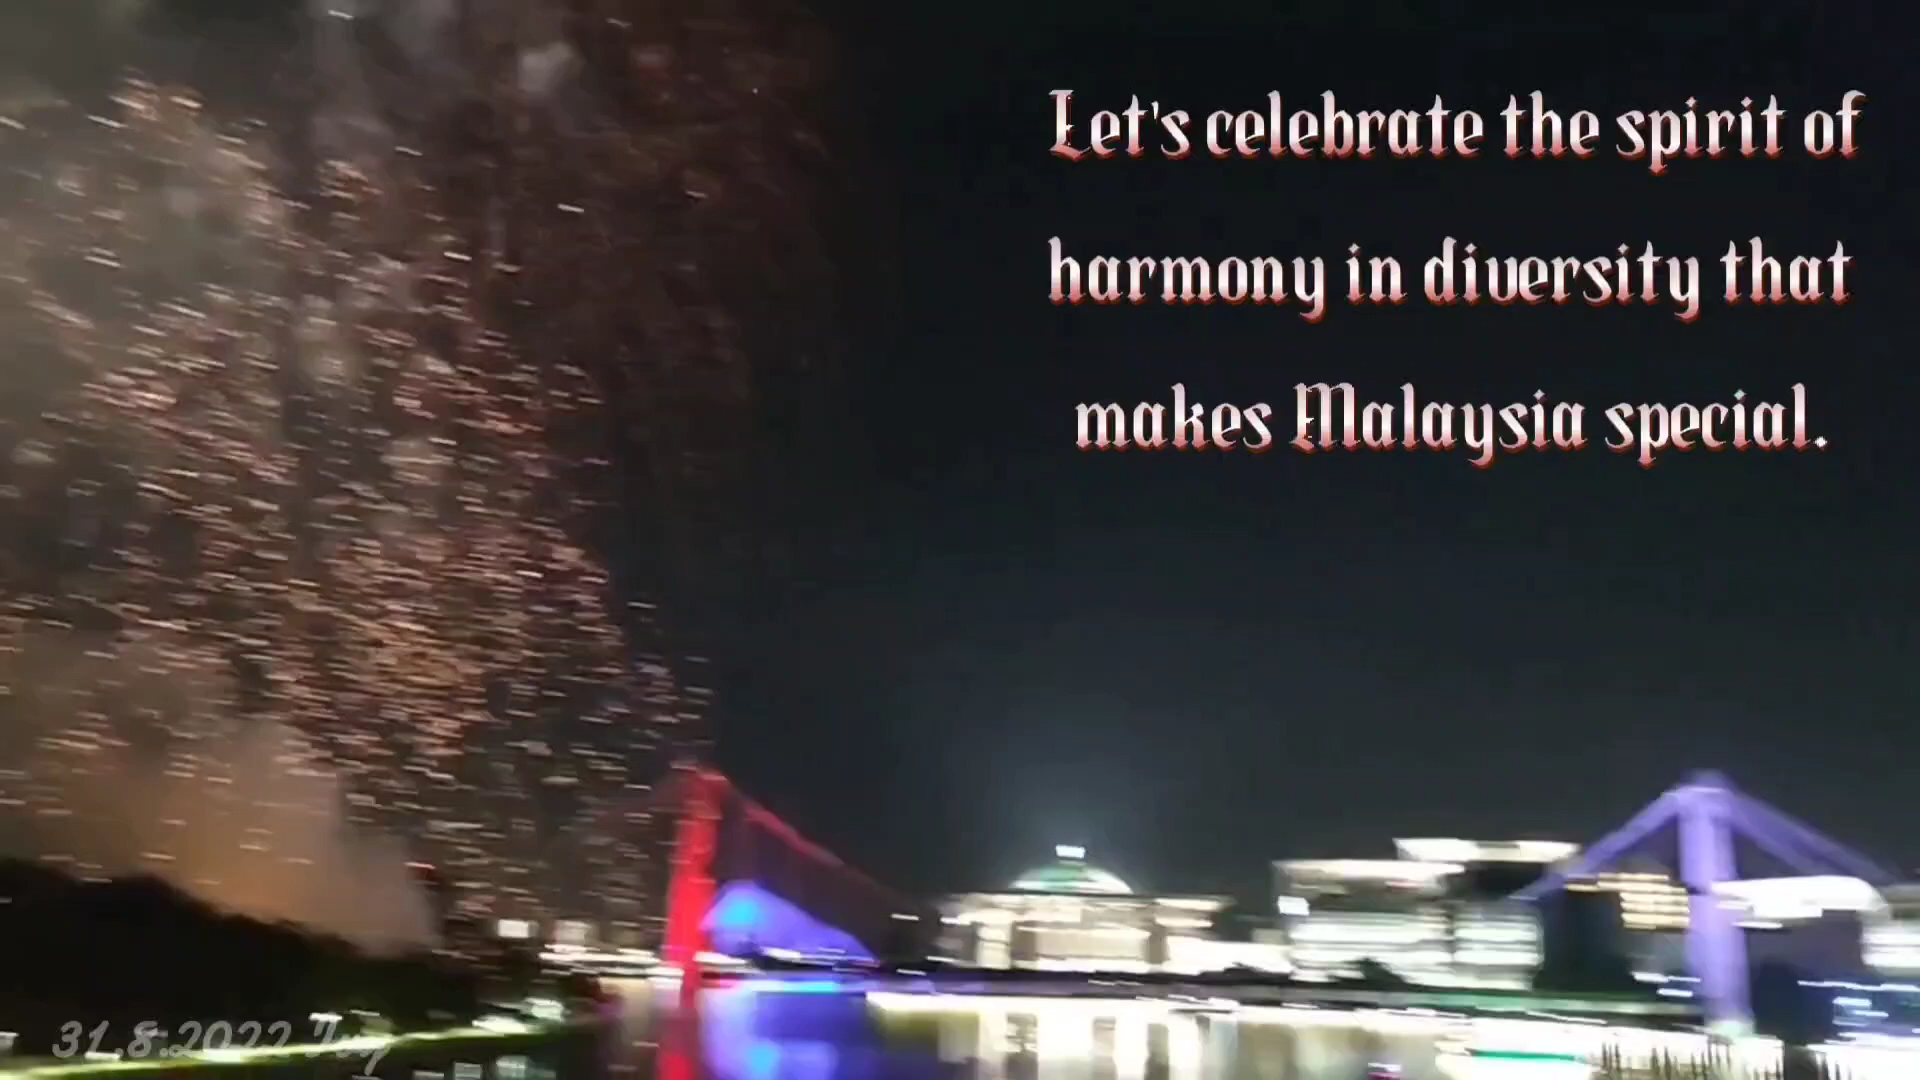 Let's celebrate the spirit of
harmony in diversity that
makes Malaysia special.
31.8.2022